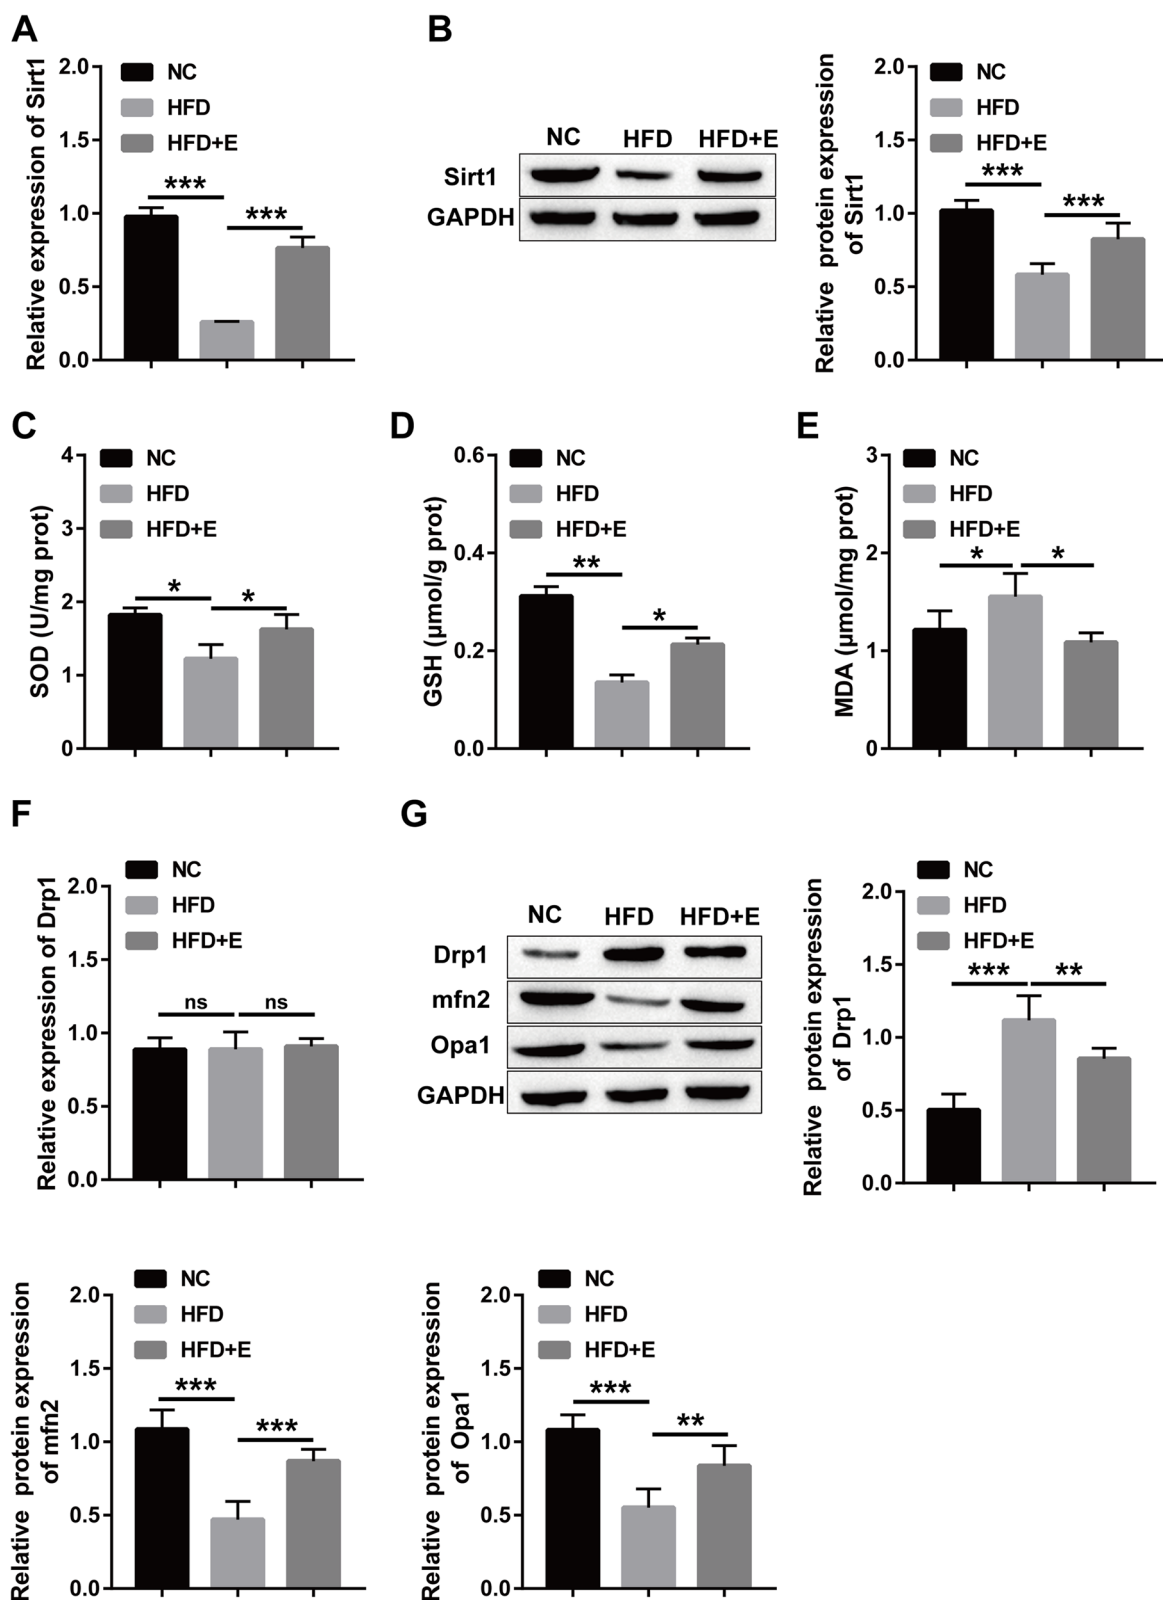 A
Relative expression of Sirt1
2.0
1.5
1.0
0.5
0.0
NC
HFD
HFD+E
***
***
B
NC HFD HFD+E
Sirt1
GAPDH
Relative protein expression
of Sirt1
2.0
1.5
1.0
0.5
0.0
NC
HFD
HFD+E
***
***
C
SOD (U/mg prot)
4
3
2
1
0
NC
HFD
HFD+E
*
*
D
GSH (μmol/g prot)
0.6
0.4
0.2
0.0
NC
HFD
HFD+E
**
*
E
MDA (μmol/mg prot)
3
2
1
0
NC
HFD
HFD+E
*
*
F
Relative expression of Drp1
2.0
1.5
1.0
0.5
0.0
NC
HFD
HFD+E
ns
ns
G
NC HFD HFD+E
Drp1
mfn2
Opa1
GAPDH
Relative protein expression
of Drp1
2.0
1.5
1.0
0.5
0.0
NC
HFD
HFD+E
***
**
Relative protein expression
of mfn2
2.0
1.5
1.0
0.5
0.0
NC
HFD
HFD+E
***
***
Relative protein expression
of Opa1
2.0
1.5
1.0
0.5
0.0
NC
HFD
HFD+E
***
**